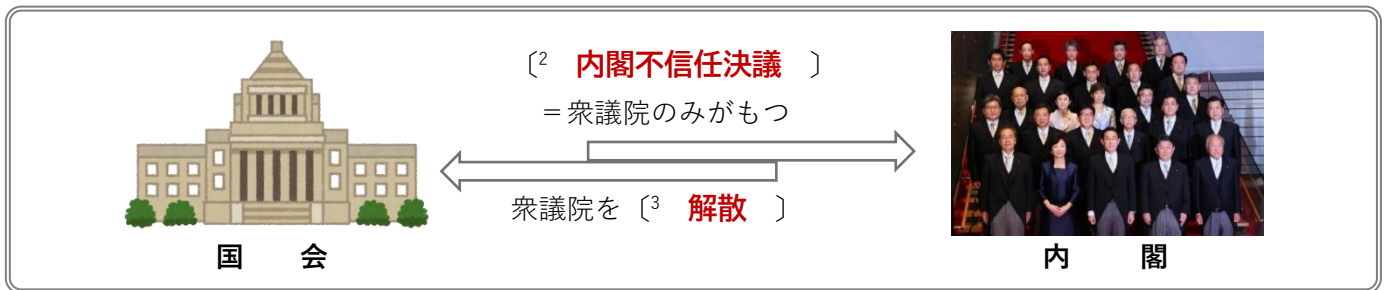 〔2 内閣不信任決議 〕
＝衆議院のみがもつ
衆議院を〔3 解散 〕
国 会
内 閣